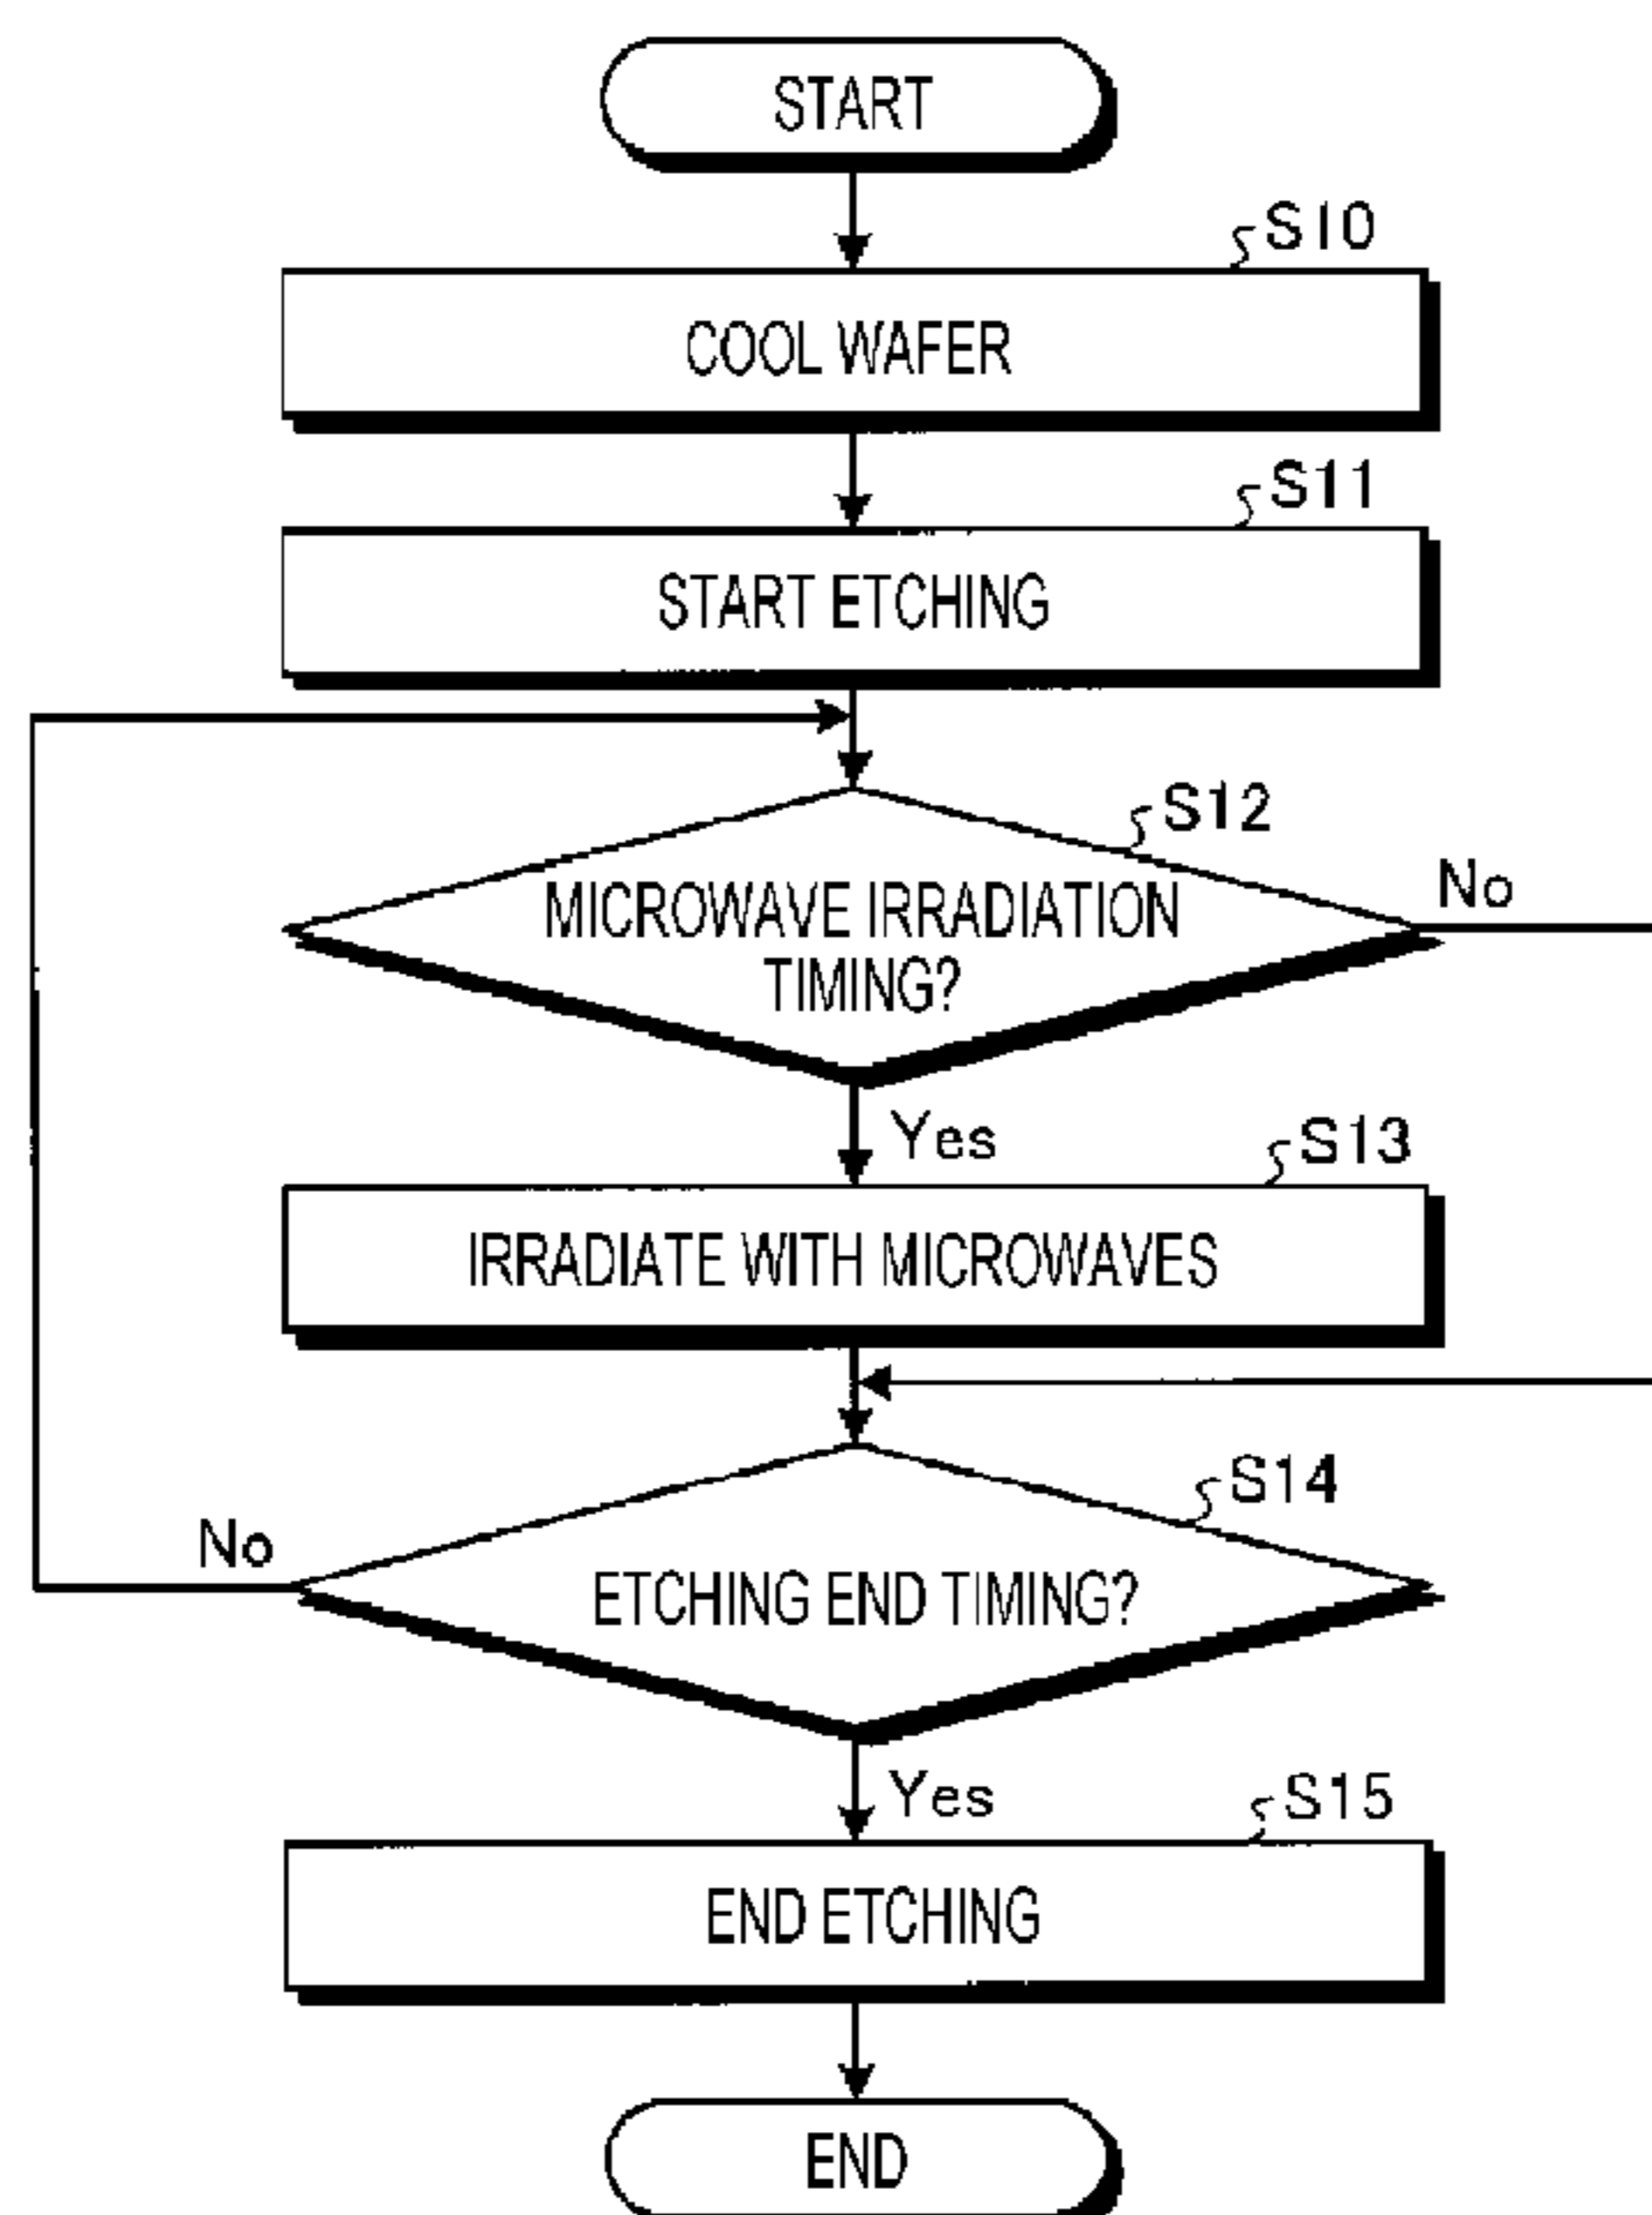 START
S10
COOL WAFER
S11
START ETCHING
S12
MICROWAVE IRRADIATION
TIMING?
No
Yes
S13
IRRADIATE WITH MICROWAVES
S14
No
ETCHING END TIMING?
Yes
S15
END ETCHING
END